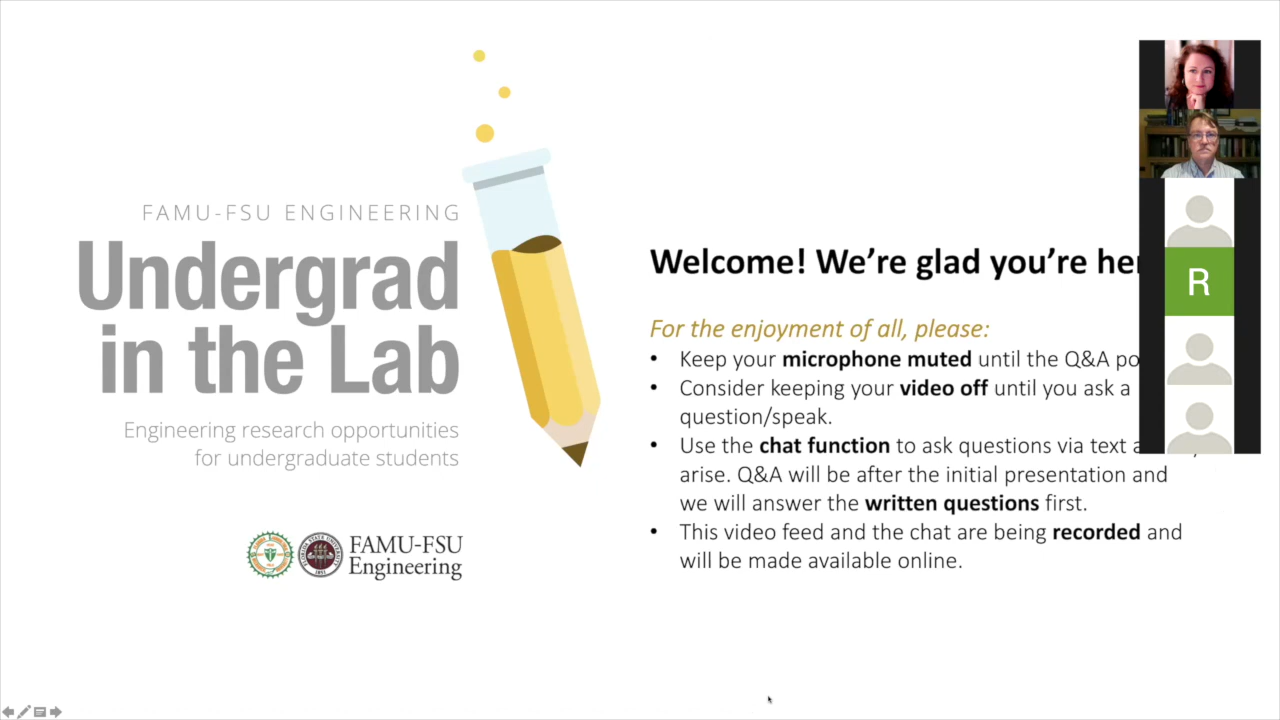 FAMU-FSU ENGINEERING
Undergrad
in the Lab
Engineering research opportunities
for undergraduate students
FAMU-FSU
Engineering
Welcome! We’re glad you’re
For the enjoyment of all, please:
• Keep your microphone muted until the Q&A
• Consider keeping your video off until you ask a
question/speak.
• Use the chat function to ask questions via text
arise. Q&A will be after the initial presentation and
we will answer the written questions first.
• This video feed and the chat are being recorded and
will be made available online.
R